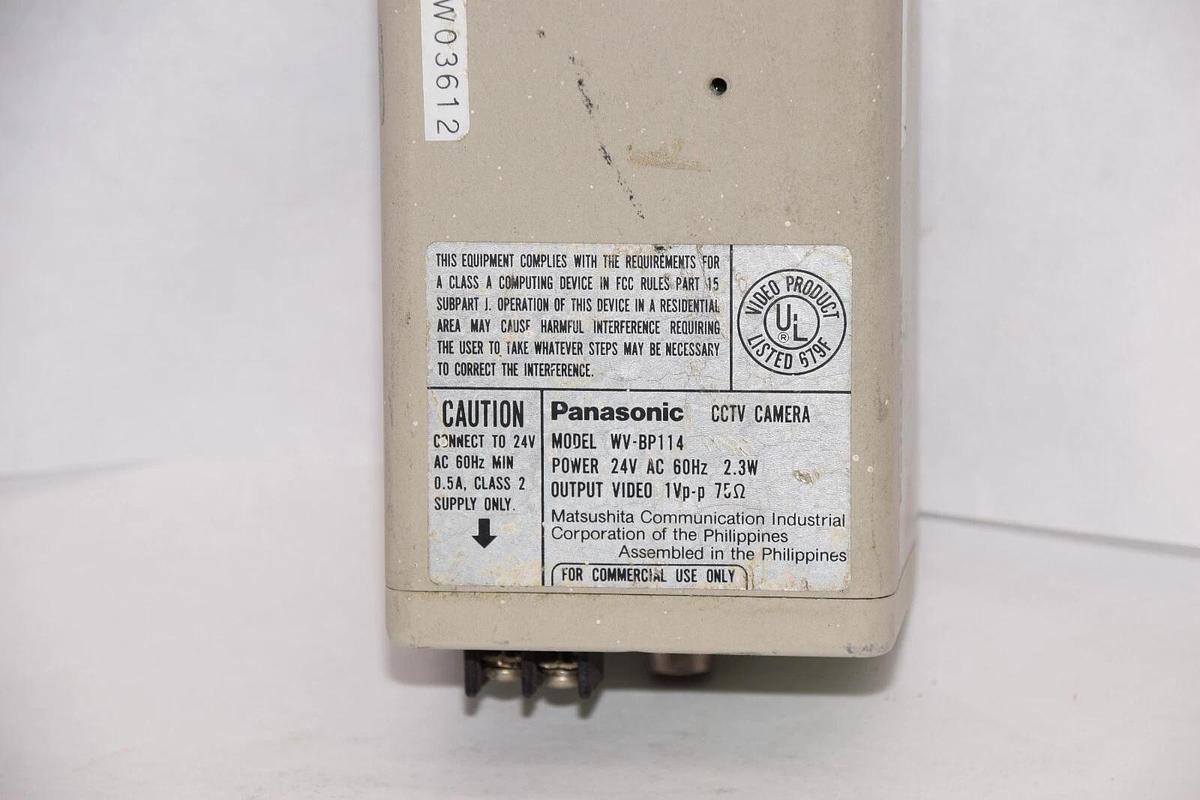 W03612
THIS EQUIPMENT COMPLIES WITH THE REQUIREMENTS FOR
A CLASS A COMPUTING DEVICE IN FCC RULES PART 15
SUBPART J. OPERATION OF THIS DEVICE IN A RESIDENTIAL
AREA MAY CAUSE HARMFUL INTERFERENCE REQUIRING
THE USER TO TAKE WHATEVER STEPS MAY BE NECESSARY
TO CORRECT THE INTERFERENCE.
VIDEO PRODUCT
UL
®
LISTED 679F
CAUTION
CONNECT TO 24V
AC 60Hz MIN
0.5A, CLASS 2
SUPPLY ONLY.
Panasonic CCTV CAMERA
MODEL WV-BP114
POWER 24V AC 60Hz 2.3W
OUTPUT VIDEO 1Vp-p 75Ω
Matsushita Communication Industrial
Corporation of the Philippines
Assembled in the Philippines
FOR COMMERCIAL USE ONLY